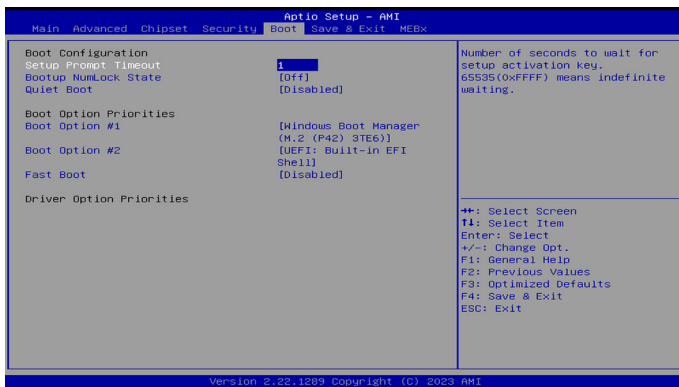 Aptio Setup - AMI
Main Advanced Chipset Security Boot Save & Exit MEBx
Boot Configuration
Setup Prompt Timeout 1
Bootup NumLock State [Off]
Quiet Boot [Disabled]
Boot Option Priorities
Boot Option #1 [Windows Boot Manager
(M.2 (P42) 3TE6)]
Boot Option #2 [UEFI: Built-in EFI
Shell]
Fast Boot [Disabled]
Driver Option Priorities
Number of seconds to wait for
setup activation key.
65535(0xFFFF) means indefinite
waiting.
→←: Select Screen
↑↓: Select Item
Enter: Select
+/-: Change Opt.
F1: General Help
F2: Previous Values
F3: Optimized Defaults
F4: Save & Exit
ESC: Exit
Version 2.22.1289 Copyright (C) 2023 AMI